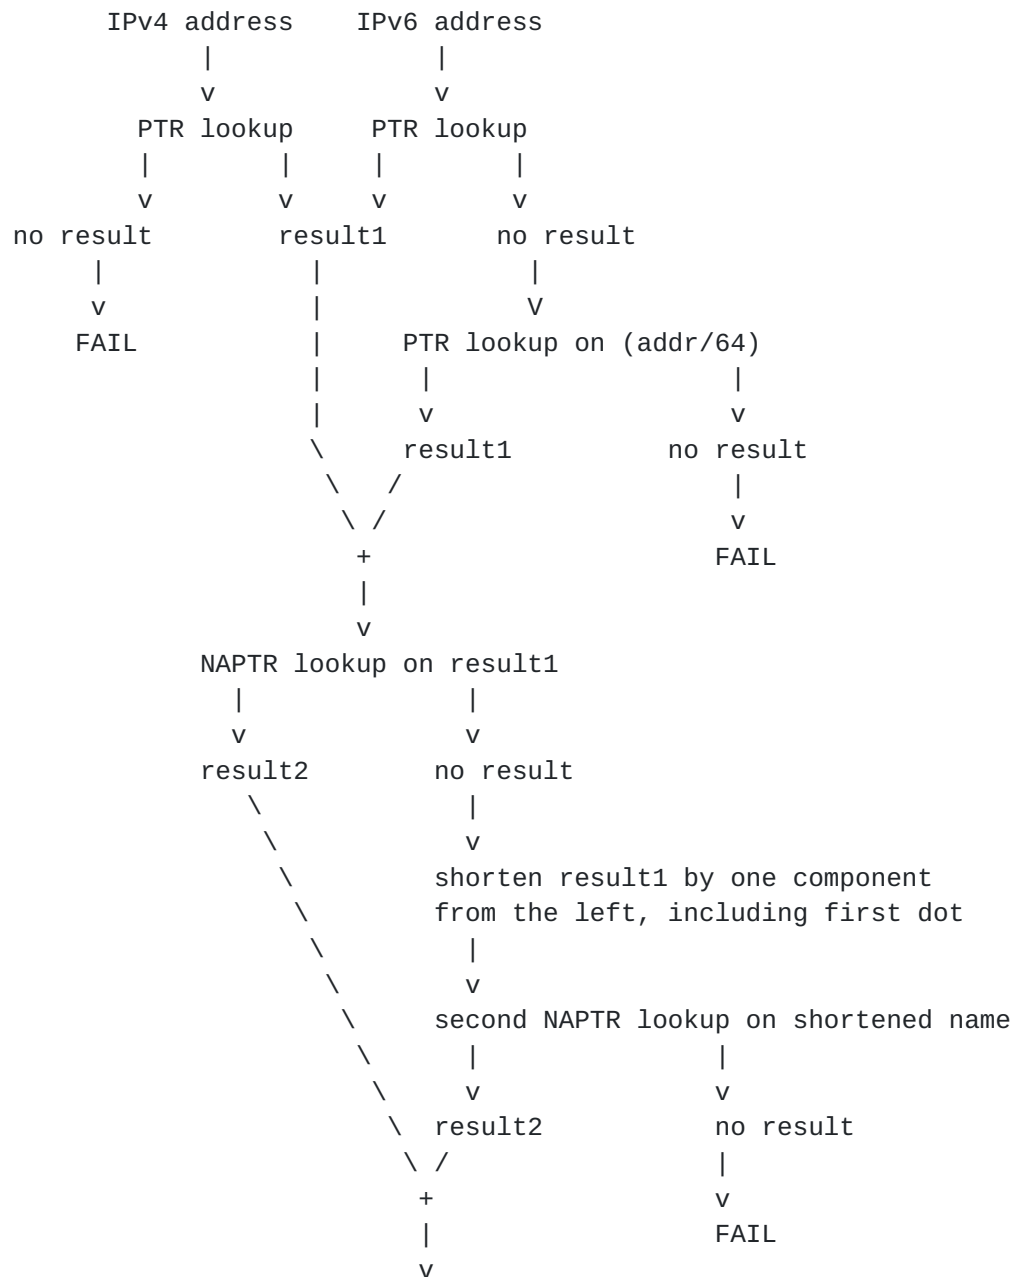 IPv4 address    IPv6 address
|              |
v              v
PTR lookup     PTR lookup
|        |     |        |
v        v     v        v
no result        result1       no result
|             |             |
v             |             V
FAIL           |     PTR lookup on (addr/64)
|      |                   |
|      v                   v
\     result1          no result
\   /                     |
\ /                      v
+                      FAIL
|
v
NAPTR lookup on result1
|              |
v              v
result2        no result
\             |
\            v
\         shorten result1 by one component
\        from the left, including first dot
\         |
\        v
\     second NAPTR lookup on shortened name
\      |               |
\     v               v
\  result2           no result
\ /                 |
+                  v
|                  FAIL
v